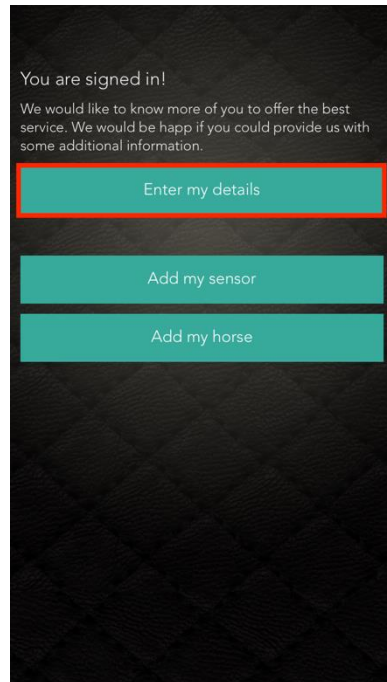 You are signed in!
We would like to know more of you to offer the best
service. We would be happ if you could provide us with
some additional information.
Enter my details
Add my sensor
Add my horse